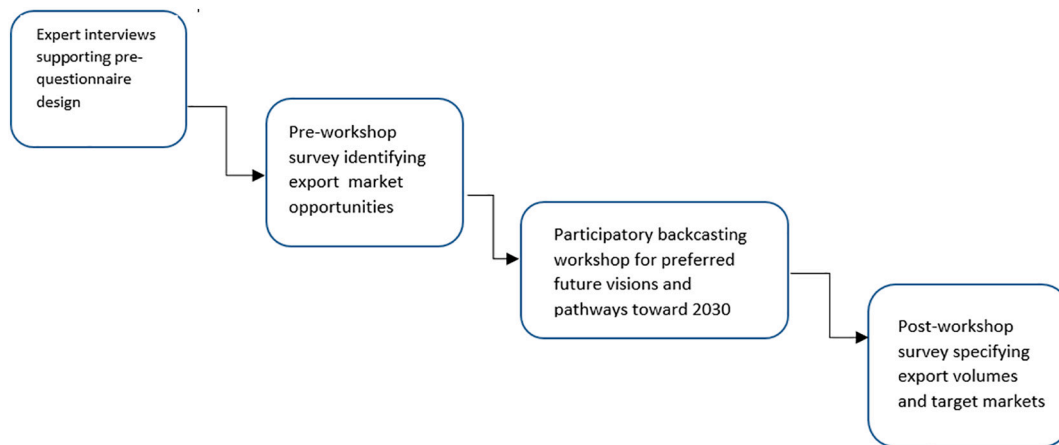 Expert interviews
supporting pre-
questionnaire
design
Pre-workshop
survey identifying
export market
opportunities
Participatory backcasting
workshop for preferred
future visions and
pathways toward 2030
Post-workshop
survey specifying
export volumes
and target markets